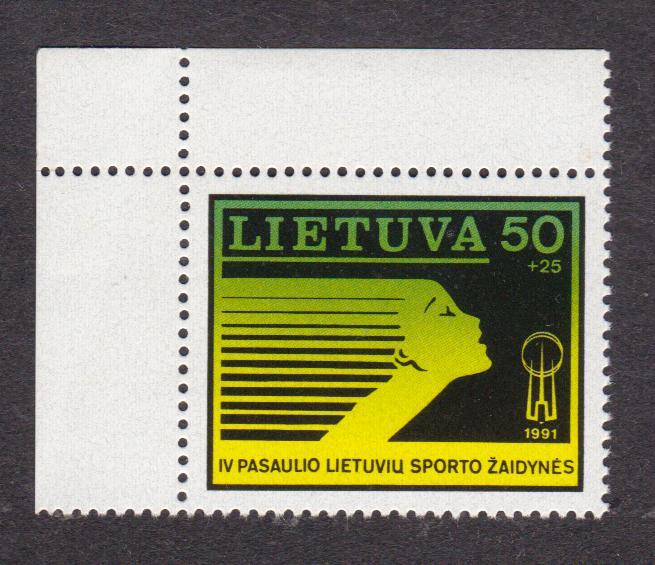 LIETUVA 50
+25
1991
IV PASAULIO LIETUVIŲ SPORTO ŽAIDYNĖS